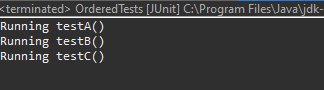 <terminated> OrderedTests [JUnit] C:\Program Files\Java\jdk-
Running testA()
Running testB()
Running testC()